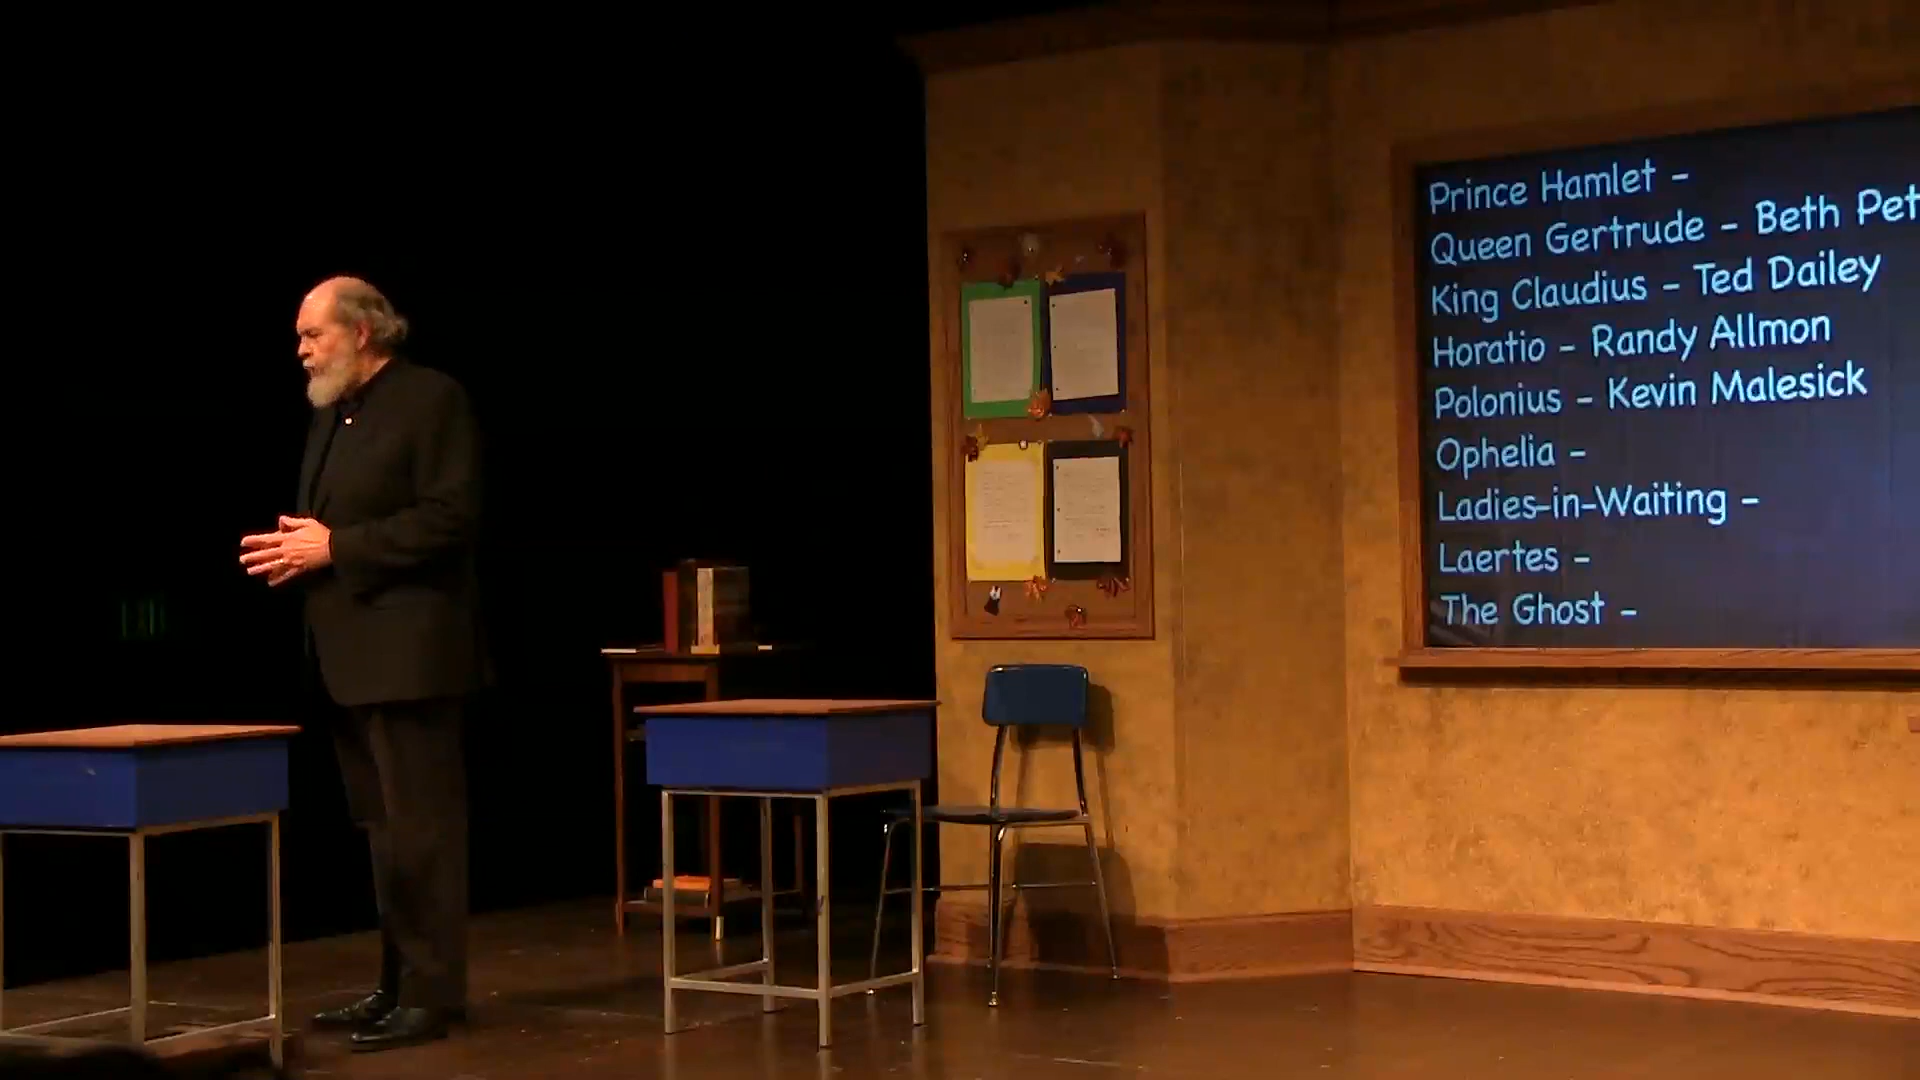 EXIT
Prince Hamlet -
Queen Gertrude - Beth Pet
King Claudius - Ted Dailey
Horatio - Randy Allmon
Polonius - Kevin Malesick
Ophelia -
Ladies-in-Waiting -
Laertes -
The Ghost -